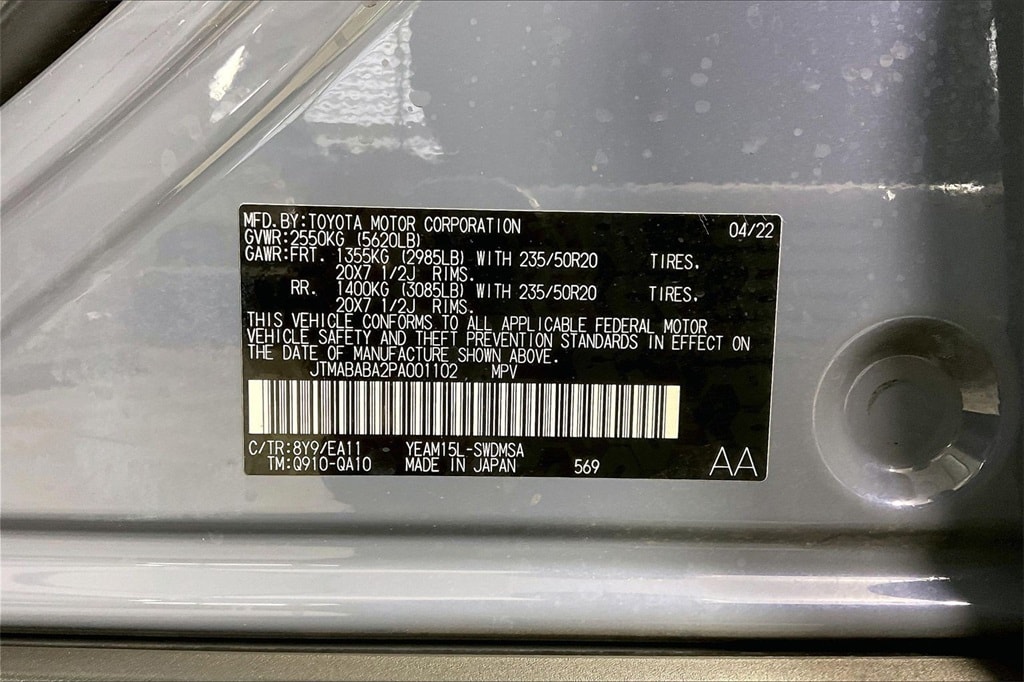 MFD. BY: TOYOTA MOTOR CORPORATION 04/22
GVWR: 2550KG (5620LB)
GAWR: FRT. 1355KG (2985LB) WITH 235/50R20 TIRES.
20X7 1/2J RIMS.
RR. 1400KG (3085LB) WITH 235/50R20 TIRES.
20X7 1/2J RIMS.
THIS VEHICLE CONFORMS TO ALL APPLICABLE FEDERAL MOTOR
VEHICLE SAFETY AND THEFT PREVENTION STANDARDS IN EFFECT ON
THE DATE OF MANUFACTURE SHOWN ABOVE.
JTMABABA2PA001102 MPV
C/TR: 8Y9/EA11 YEAM15L-SWDMSA
TM: Q910-QA10 MADE IN JAPAN 569 AA